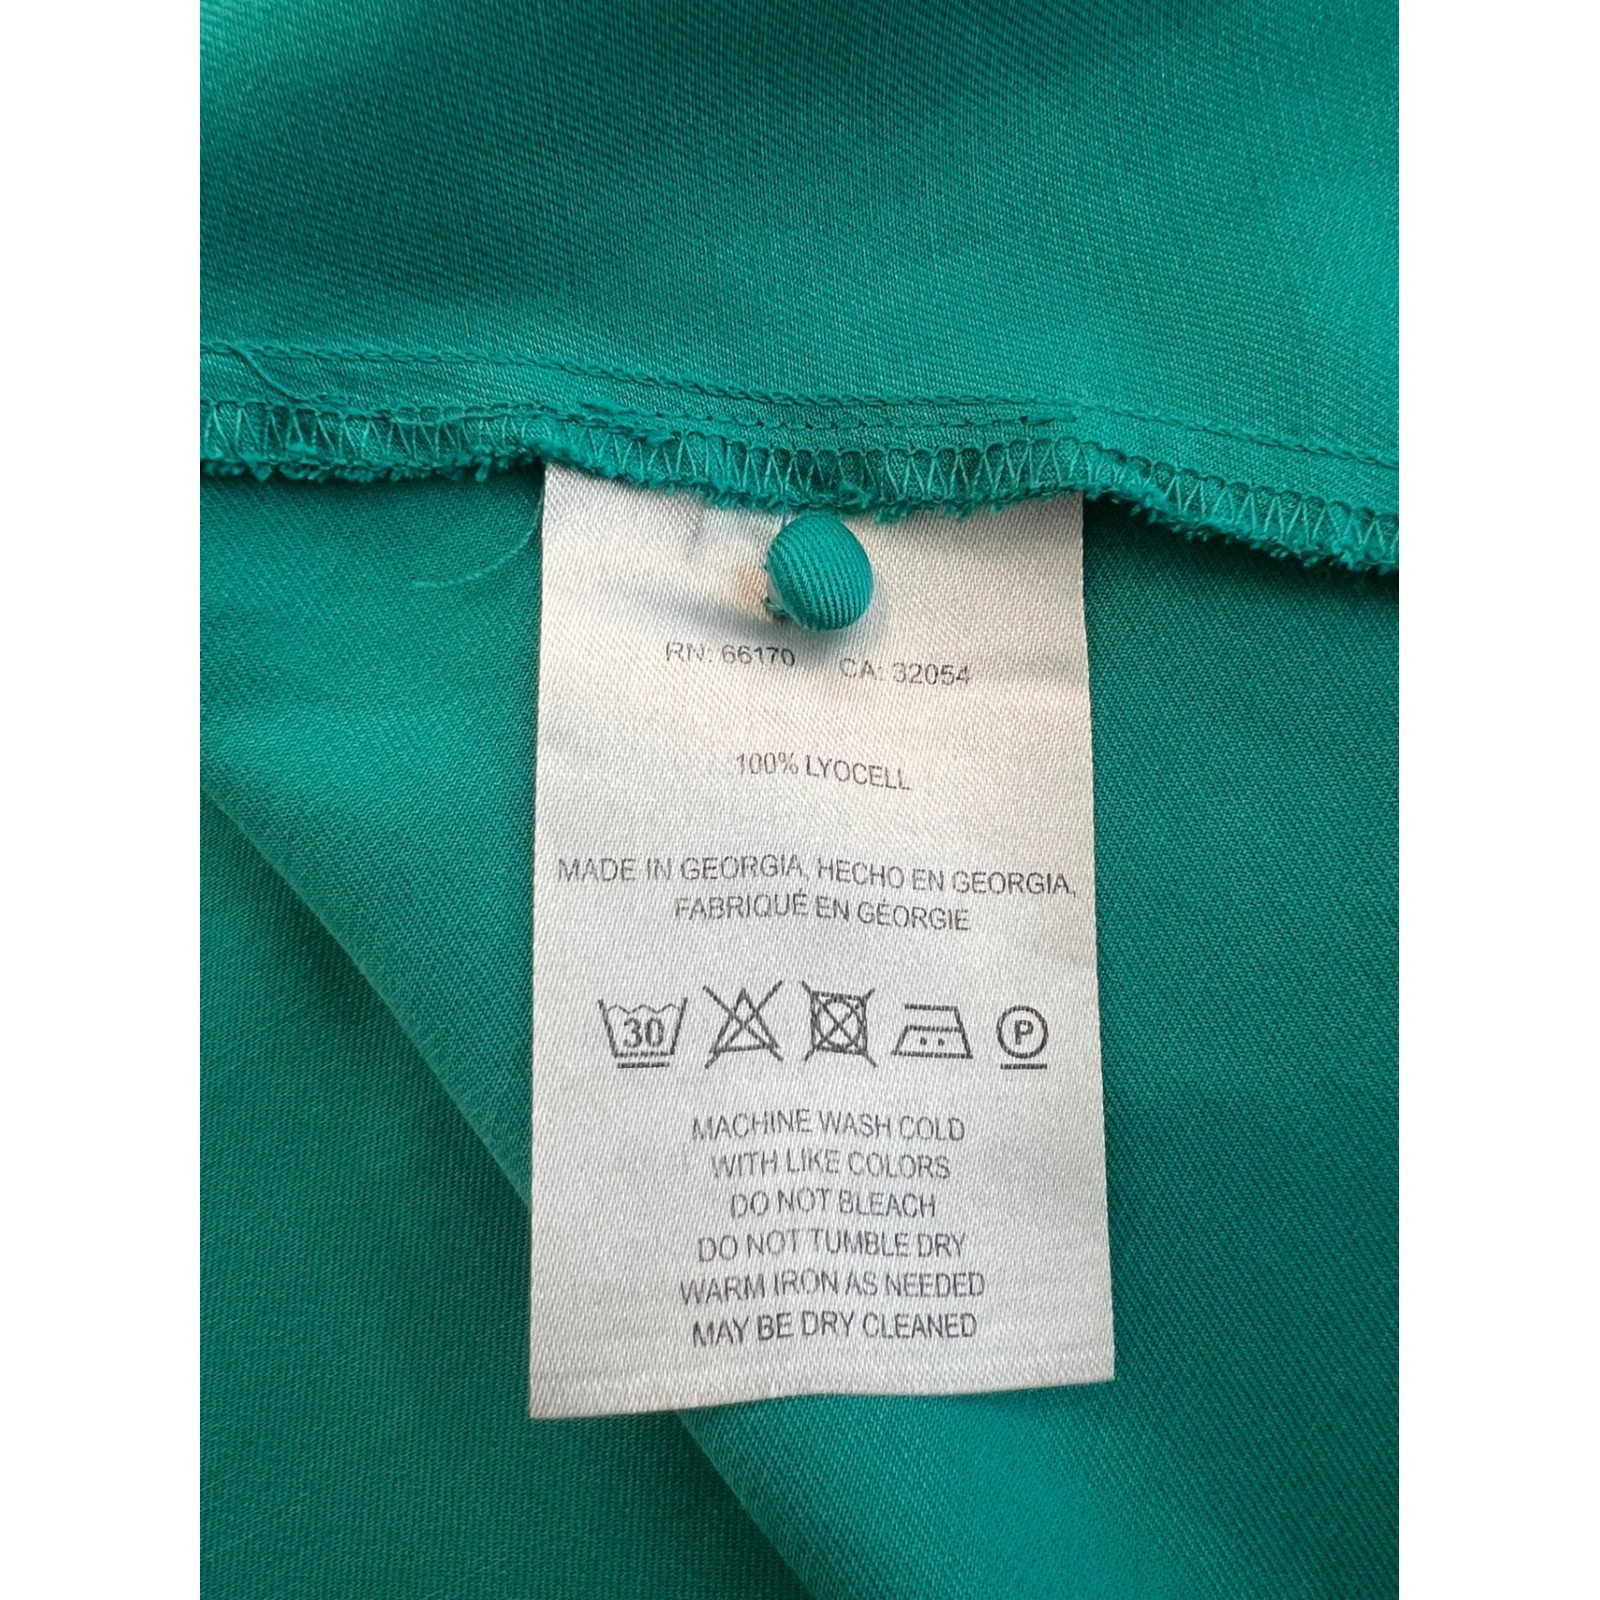 RN: 66170 CA: 32054
100% LYOCELL
MADE IN GEORGIA, HECHO EN GEORGIA,
FABRIQUÉ EN GÉORGIE
30 P
MACHINE WASH COLD
WITH LIKE COLORS
DO NOT BLEACH
DO NOT TUMBLE DRY
WARM IRON AS NEEDED
MAY BE DRY CLEANED